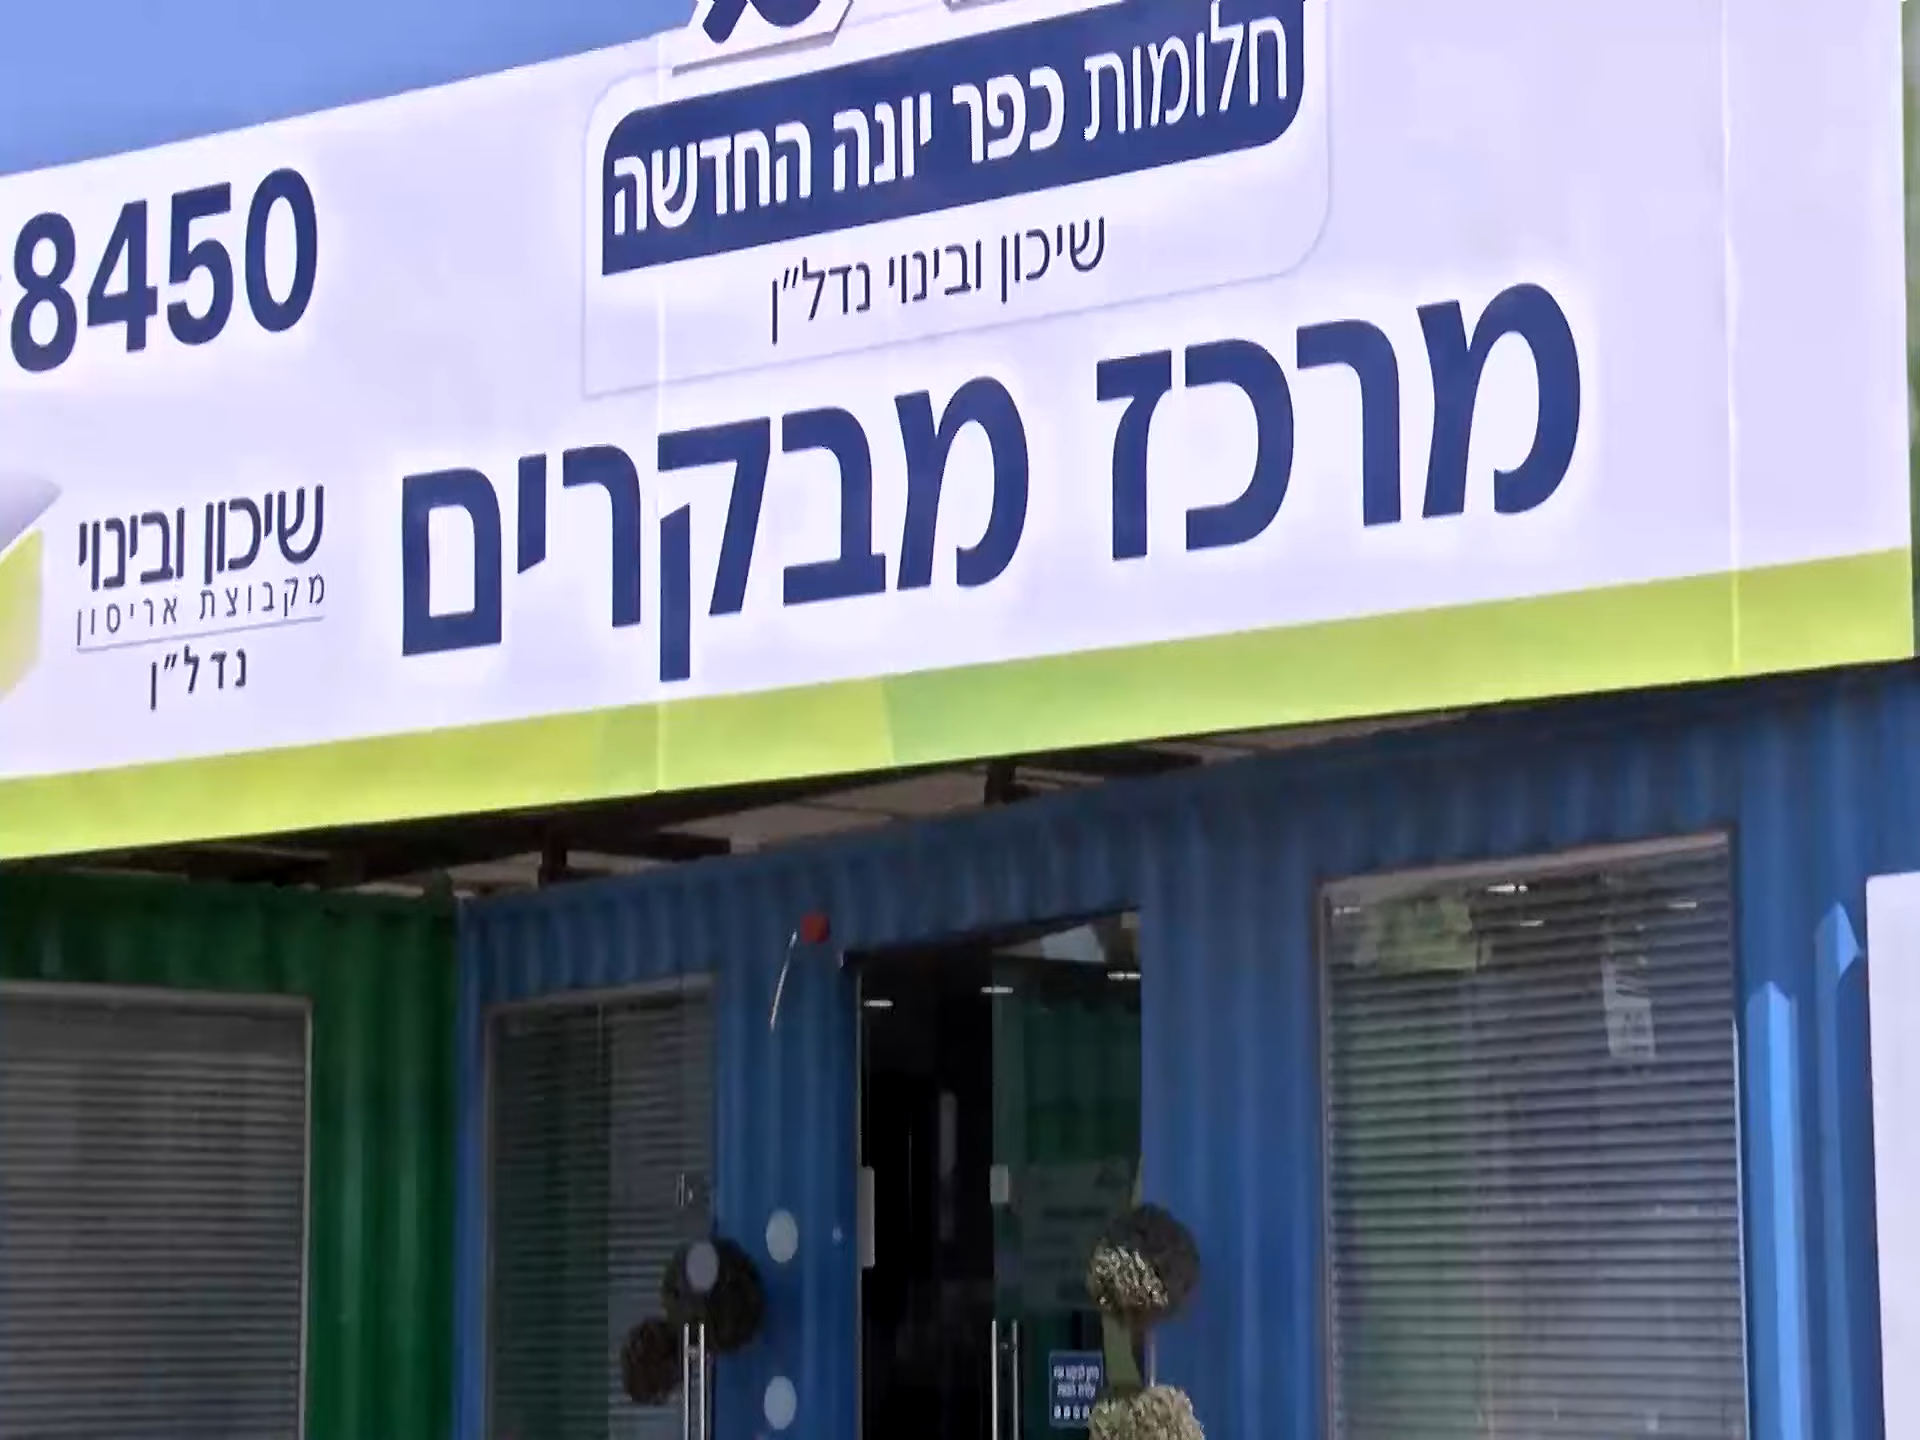 חלומות כפר יונה החדשה
שיכון ובינוי נדל"ן
8450
מרכז מבקרים
שיכון ובינוי
מקבוצת אריסון
נדל"ן